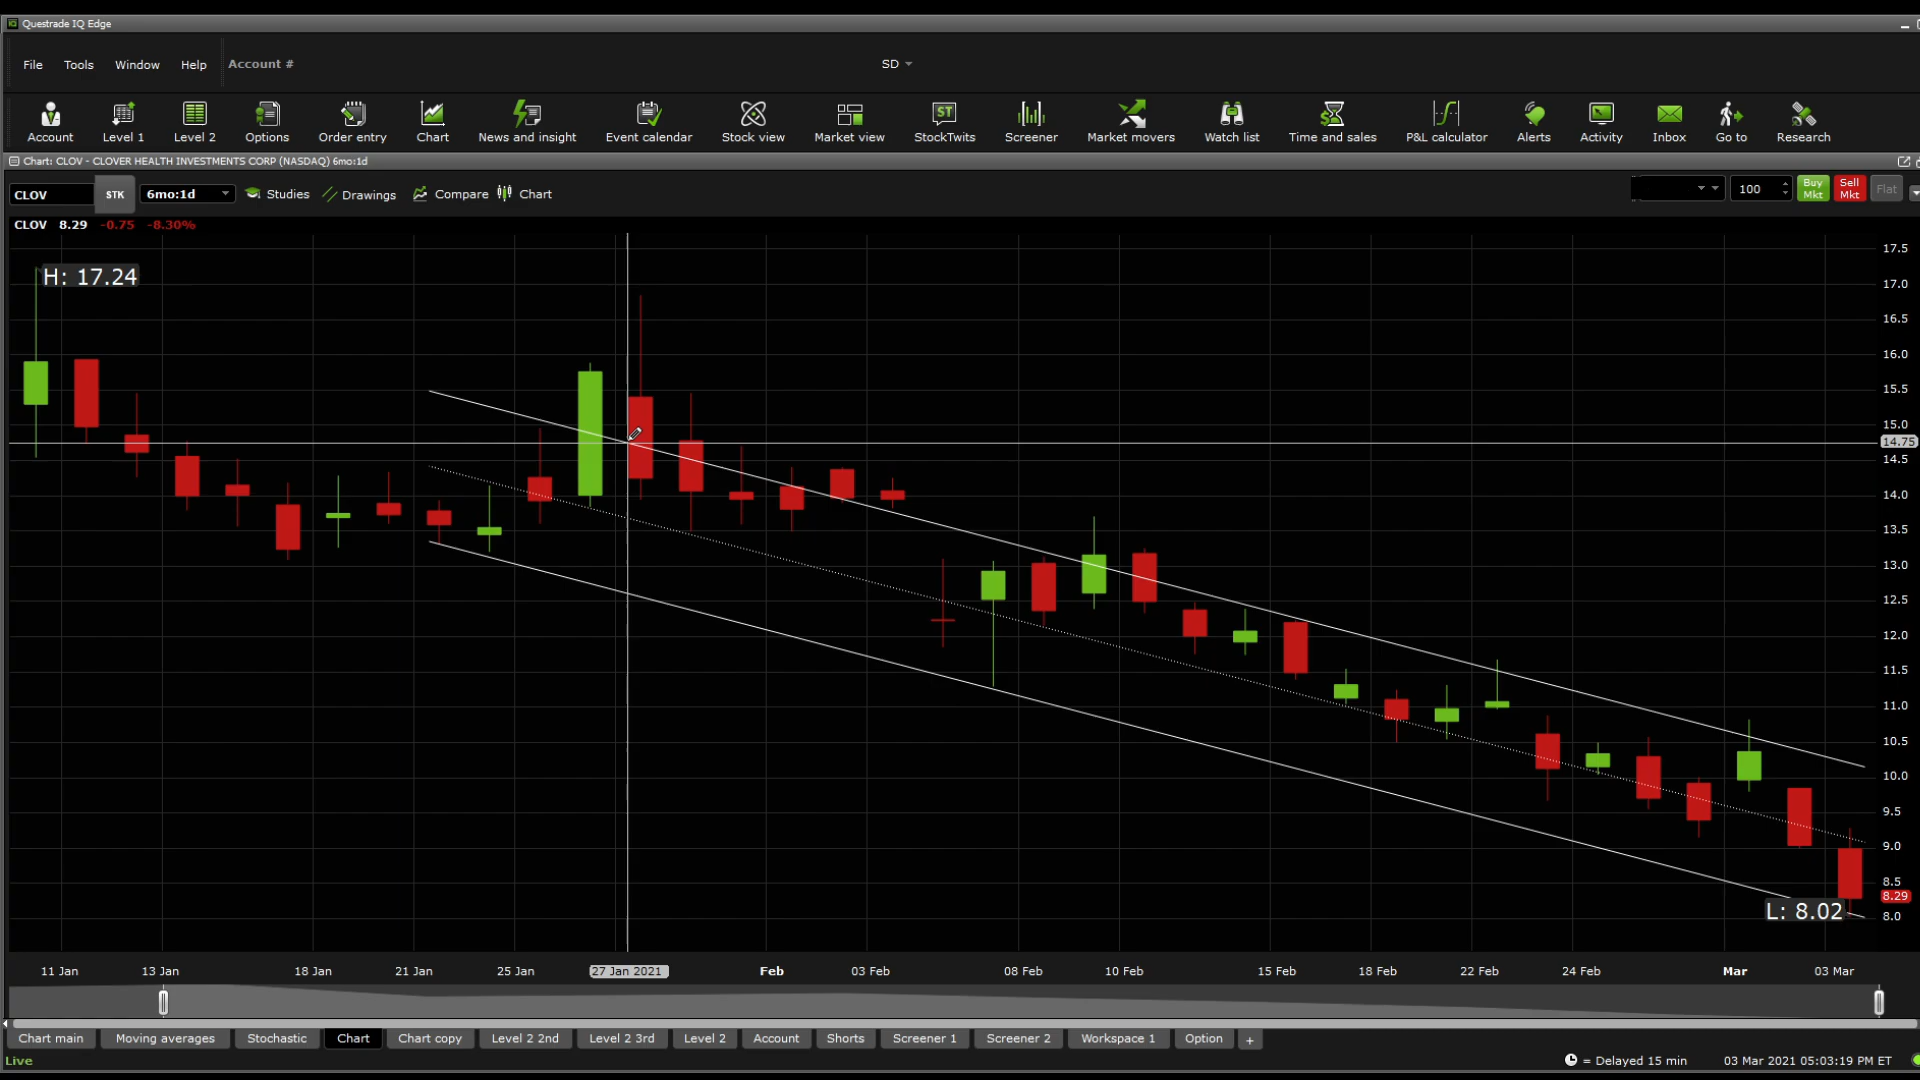 Questrade IQ Edge
File Tools Window Help Account # SD
Account Level 1 Level 2 Options Order entry Chart News and insight Event calendar Stock view Market view StockTwits Screener Market movers Watch list Time and sales P&L calculator Alerts Activity Inbox Go to Research
Chart: CLOV - CLOVER HEALTH INVESTMENTS CORP (NASDAQ) 6mo:1d
CLOV STK 6mo:1d Studies Drawings Compare Chart 100 Buy Mkt Sell Mkt Flat
CLOV 8.29 -0.75 -8.30%
17.5
H: 17.24
17.0
16.5
16.0
15.5
15.0
14.75
14.5
14.0
13.5
13.0
12.5
12.0
11.5
11.0
10.5
10.0
9.5
9.0
8.5
8.29
L: 8.02
8.0
11 Jan 13 Jan 18 Jan 21 Jan 25 Jan 27 Jan 2021 Feb 03 Feb 08 Feb 10 Feb 15 Feb 18 Feb 22 Feb 24 Feb Mar 03 Mar
Chart main Moving averages Stochastic Chart Chart copy Level 2 2nd Level 2 3rd Level 2 Account Shorts Screener 1 Screener 2 Workspace 1 Option +
Live = Delayed 15 min 03 Mar 2021 05:03:19 PM ET